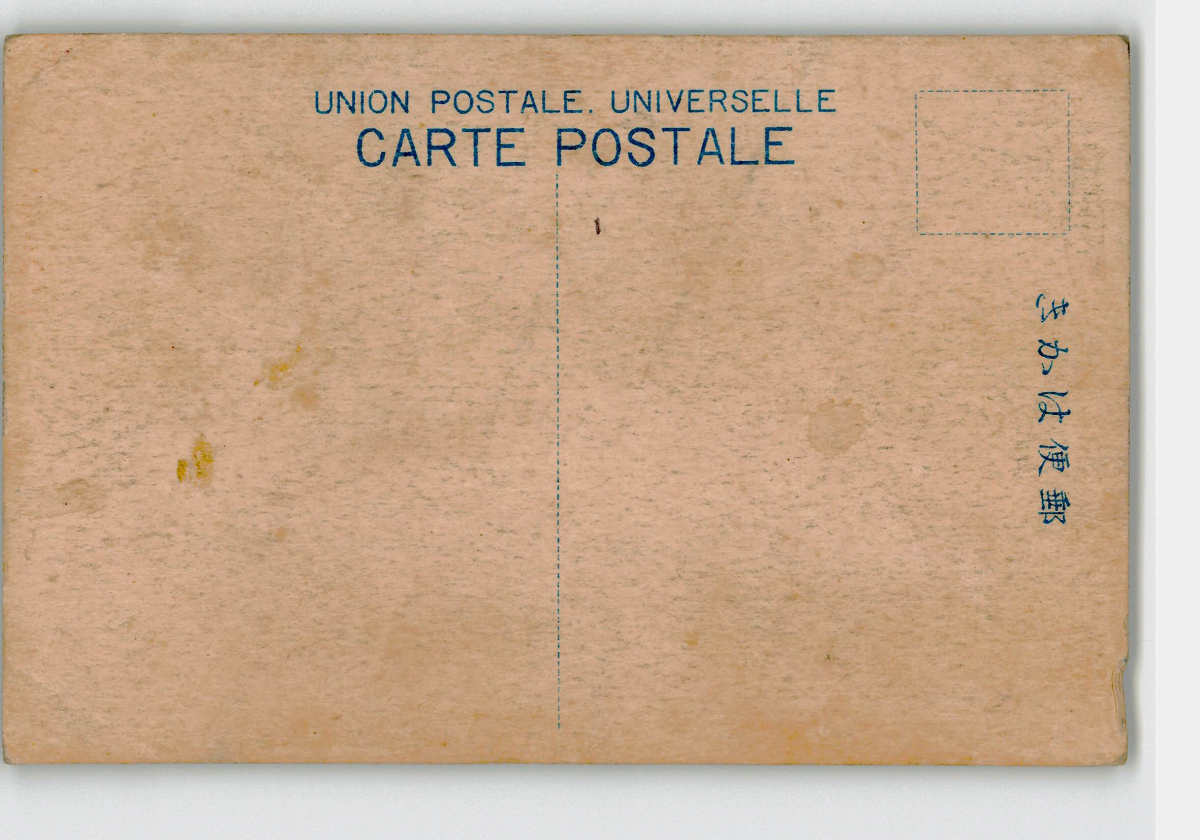 UNION POSTALE. UNIVERSELLE
CARTE POSTALE
郵便はかき